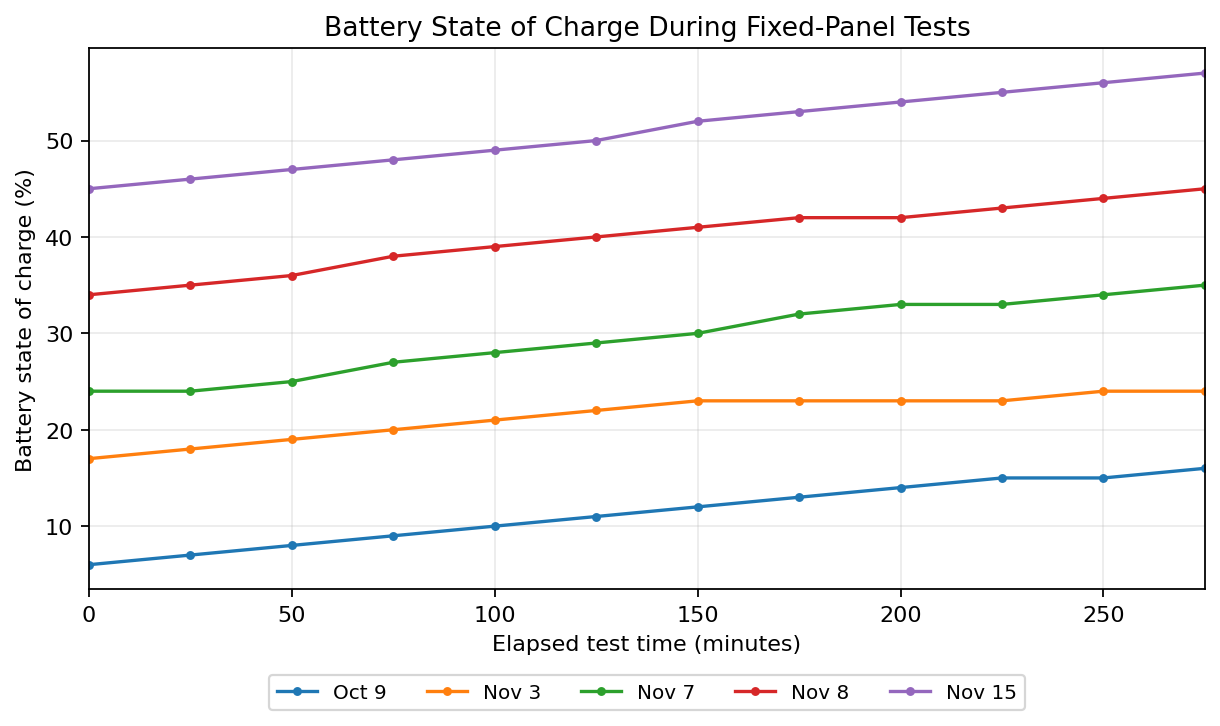 Battery State of Charge During Fixed-Panel Tests
Battery state of charge (%)
50
40
30
20
10
0 50 100 150 200 250
Elapsed test time (minutes)
Oct 9 Nov 3 Nov 7 Nov 8 Nov 15